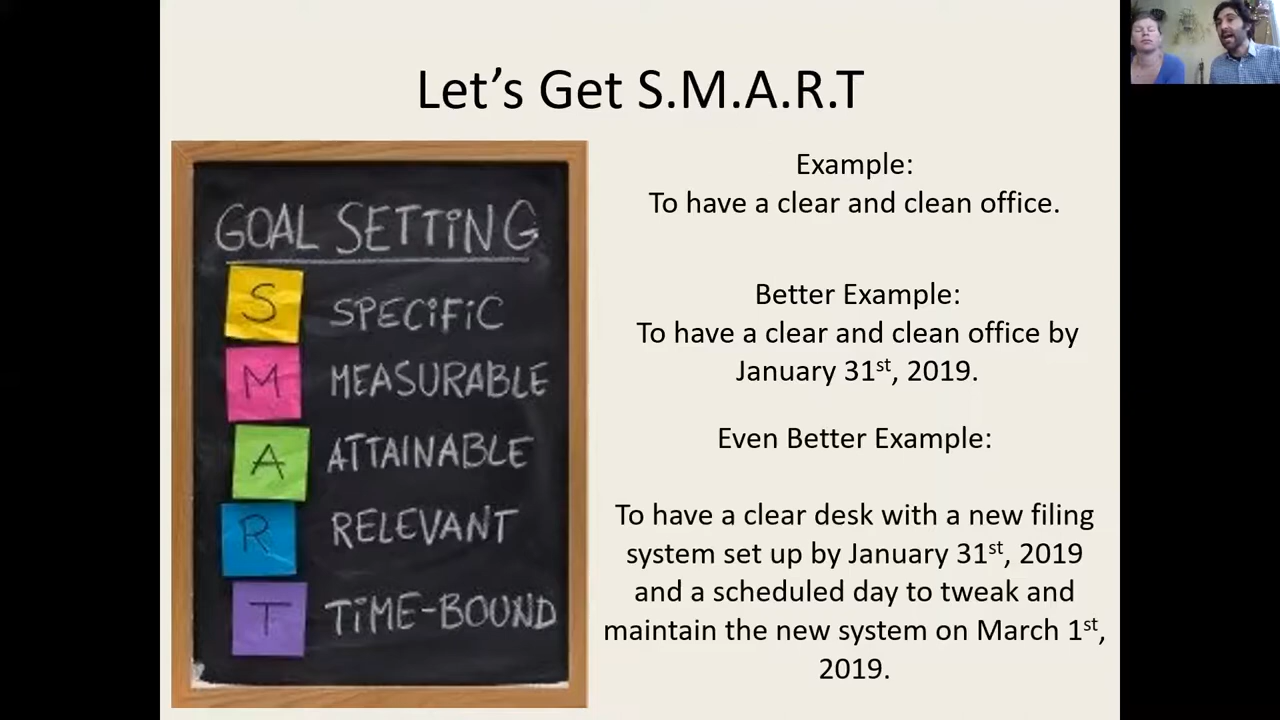 Let's Get S.M.A.R.T
GOAL SETTING
S SPECIFIC
M MEASURABLE
A ATTAINABLE
R RELEVANT
T TIME-BOUND
Example:
To have a clear and clean office.
Better Example:
To have a clear and clean office by
January 31st, 2019.
Even Better Example:
To have a clear desk with a new filing
system set up by January 31st, 2019
and a scheduled day to tweak and
maintain the new system on March 1st,
2019.